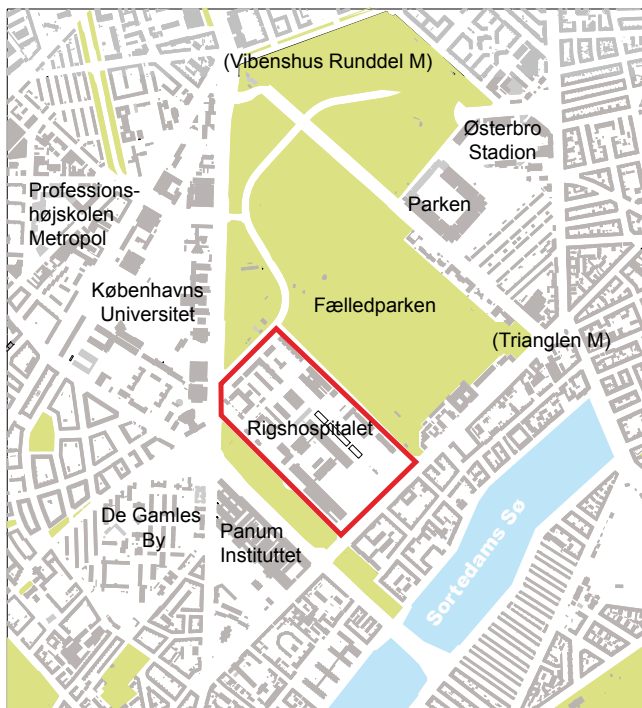 (Vibenshus Runddel M)
Østerbro
Stadion
Professions-
højskolen
Metropol
Parken
Københavns
Universitet
Fælledparken
(Trianglen M)
Rigshospitalet
De Gamles
By
Panum
Instituttet
Sortedams Sø